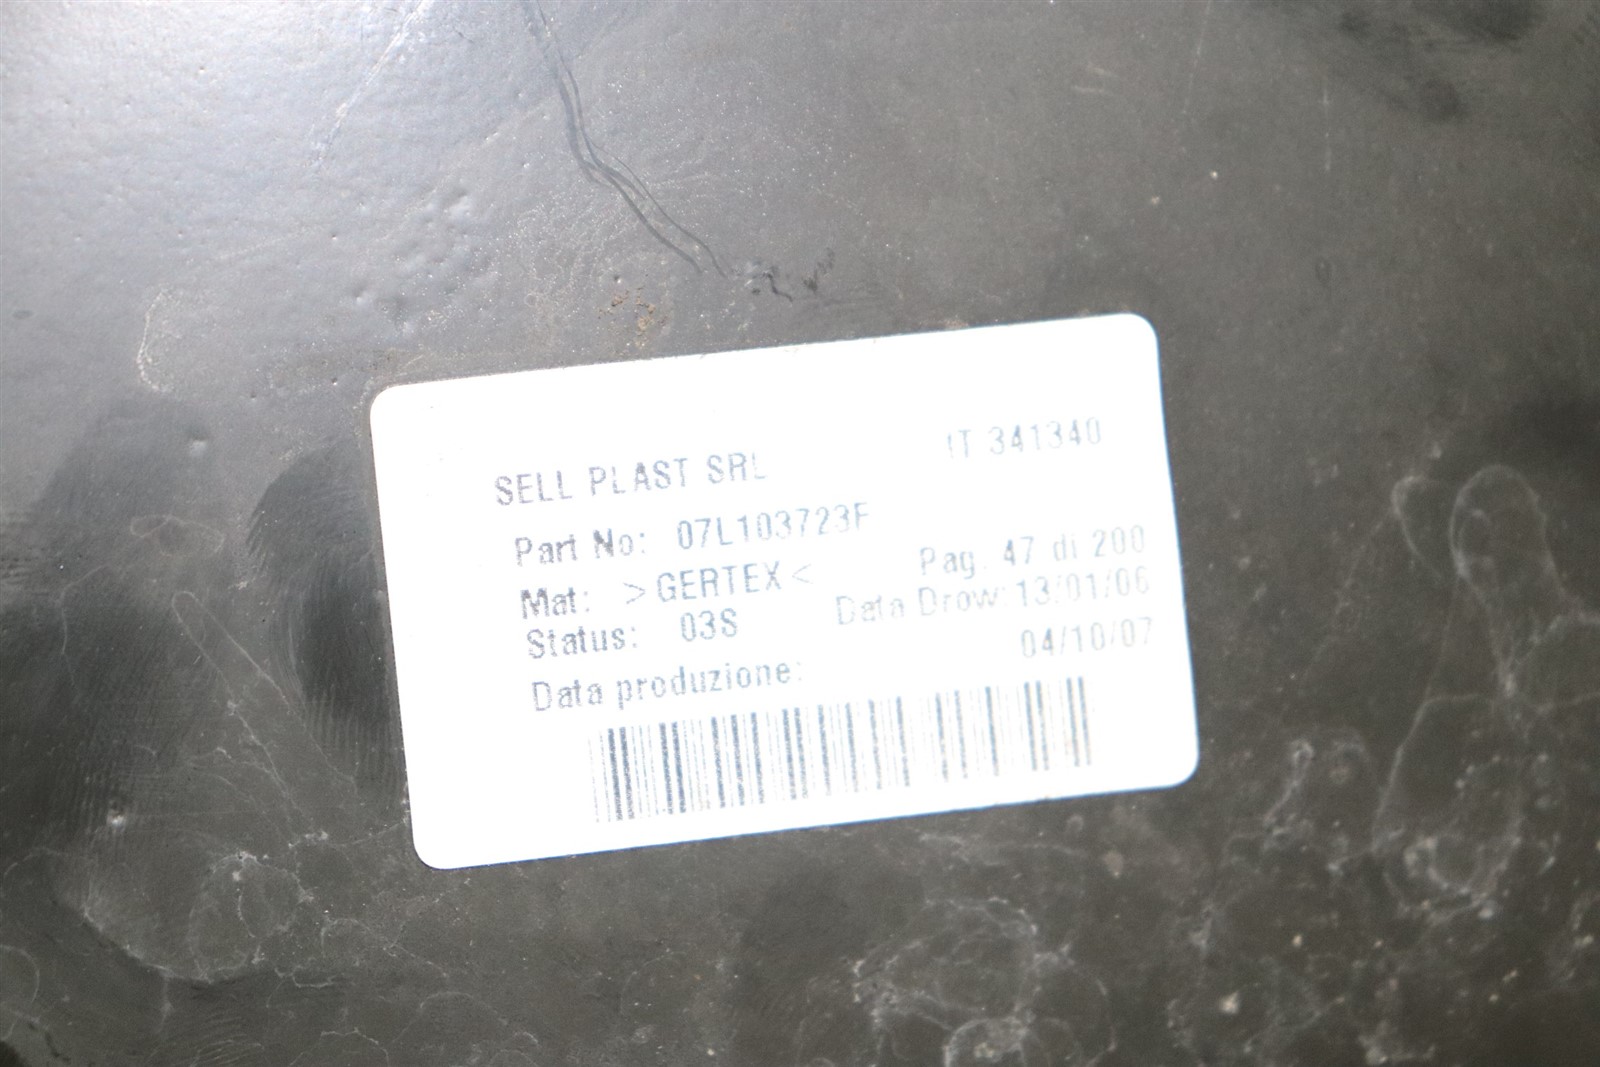 SELL PLAST SRL IT 341340
Part No: 07L103723F
Mat: >GERTEX< Pag. 47 di 200
Status: 03S Data Drow: 13/01/06
Data produzione: 04/10/07